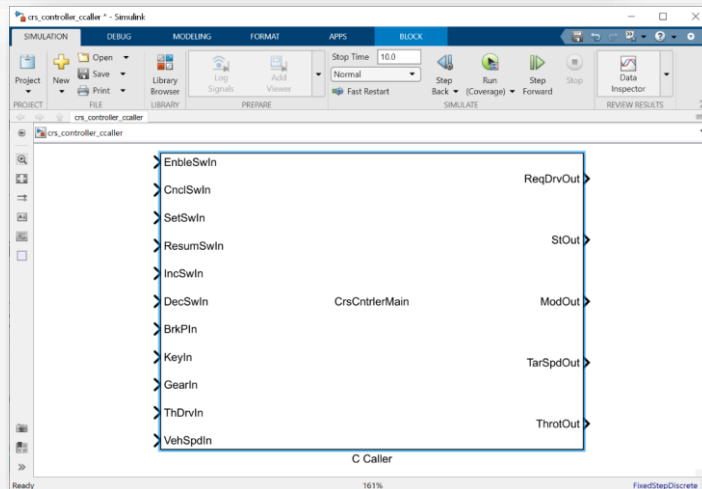 crs_controller_ccaller * - Simulink
SIMULATION DEBUG MODELING FORMAT APPS BLOCK
Project
New
Open
Save
Print
Library
Browser
Log
Signals
Add
Viewer
Stop Time 10.0
Normal
Fast Restart
Step
Back
Run
(Coverage)
Step
Forward
Stop
Data
Inspector
PROJECT FILE LIBRARY PREPARE SIMULATE REVIEW RESULTS
crs_controller_ccaller
crs_controller_ccaller
EnbleSwIn
CnclSwIn
SetSwIn
ResumSwIn
IncSwIn
DecSwIn
BrkPIn
KeyIn
GearIn
ThDrvIn
VehSpdIn
CrsCntrlerMain
ReqDrvOut
StOut
ModOut
TarSpdOut
ThrotOut
C Caller
Ready 161% FixedStepDiscrete